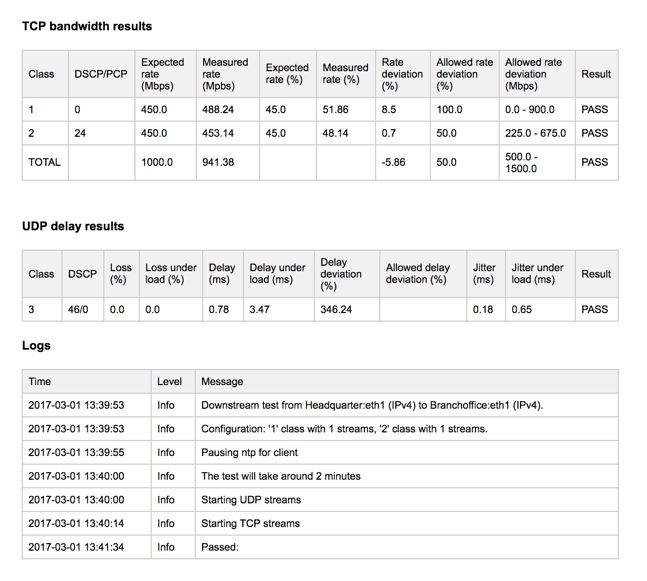 TCP bandwidth results
Class DSCP/PCP Expected rate (Mbps) Measured rate (Mpbs) Expected rate (%) Measured rate (%) Rate deviation (%) Allowed rate deviation (%) Allowed rate deviation (Mbps) Result
1 0 450.0 488.24 45.0 51.86 8.5 100.0 0.0 - 900.0 PASS
2 24 450.0 453.14 45.0 48.14 0.7 50.0 225.0 - 675.0 PASS
TOTAL 1000.0 941.38 -5.86 50.0 500.0 - 1500.0 PASS
UDP delay results
Class DSCP Loss (%) Loss under load (%) Delay (ms) Delay under load (ms) Delay deviation (%) Allowed delay deviation (%) Jitter (ms) Jitter under load (ms) Result
3 46/0 0.0 0.0 0.78 3.47 346.24 0.18 0.65 PASS
Logs
Time Level Message
2017-03-01 13:39:53 Info Downstream test from Headquarter:eth1 (IPv4) to Branchoffice:eth1 (IPv4).
2017-03-01 13:39:53 Info Configuration: '1' class with 1 streams, '2' class with 1 streams.
2017-03-01 13:39:55 Info Pausing ntp for client
2017-03-01 13:40:00 Info The test will take around 2 minutes
2017-03-01 13:40:00 Info Starting UDP streams
2017-03-01 13:40:14 Info Starting TCP streams
2017-03-01 13:41:34 Info Passed: